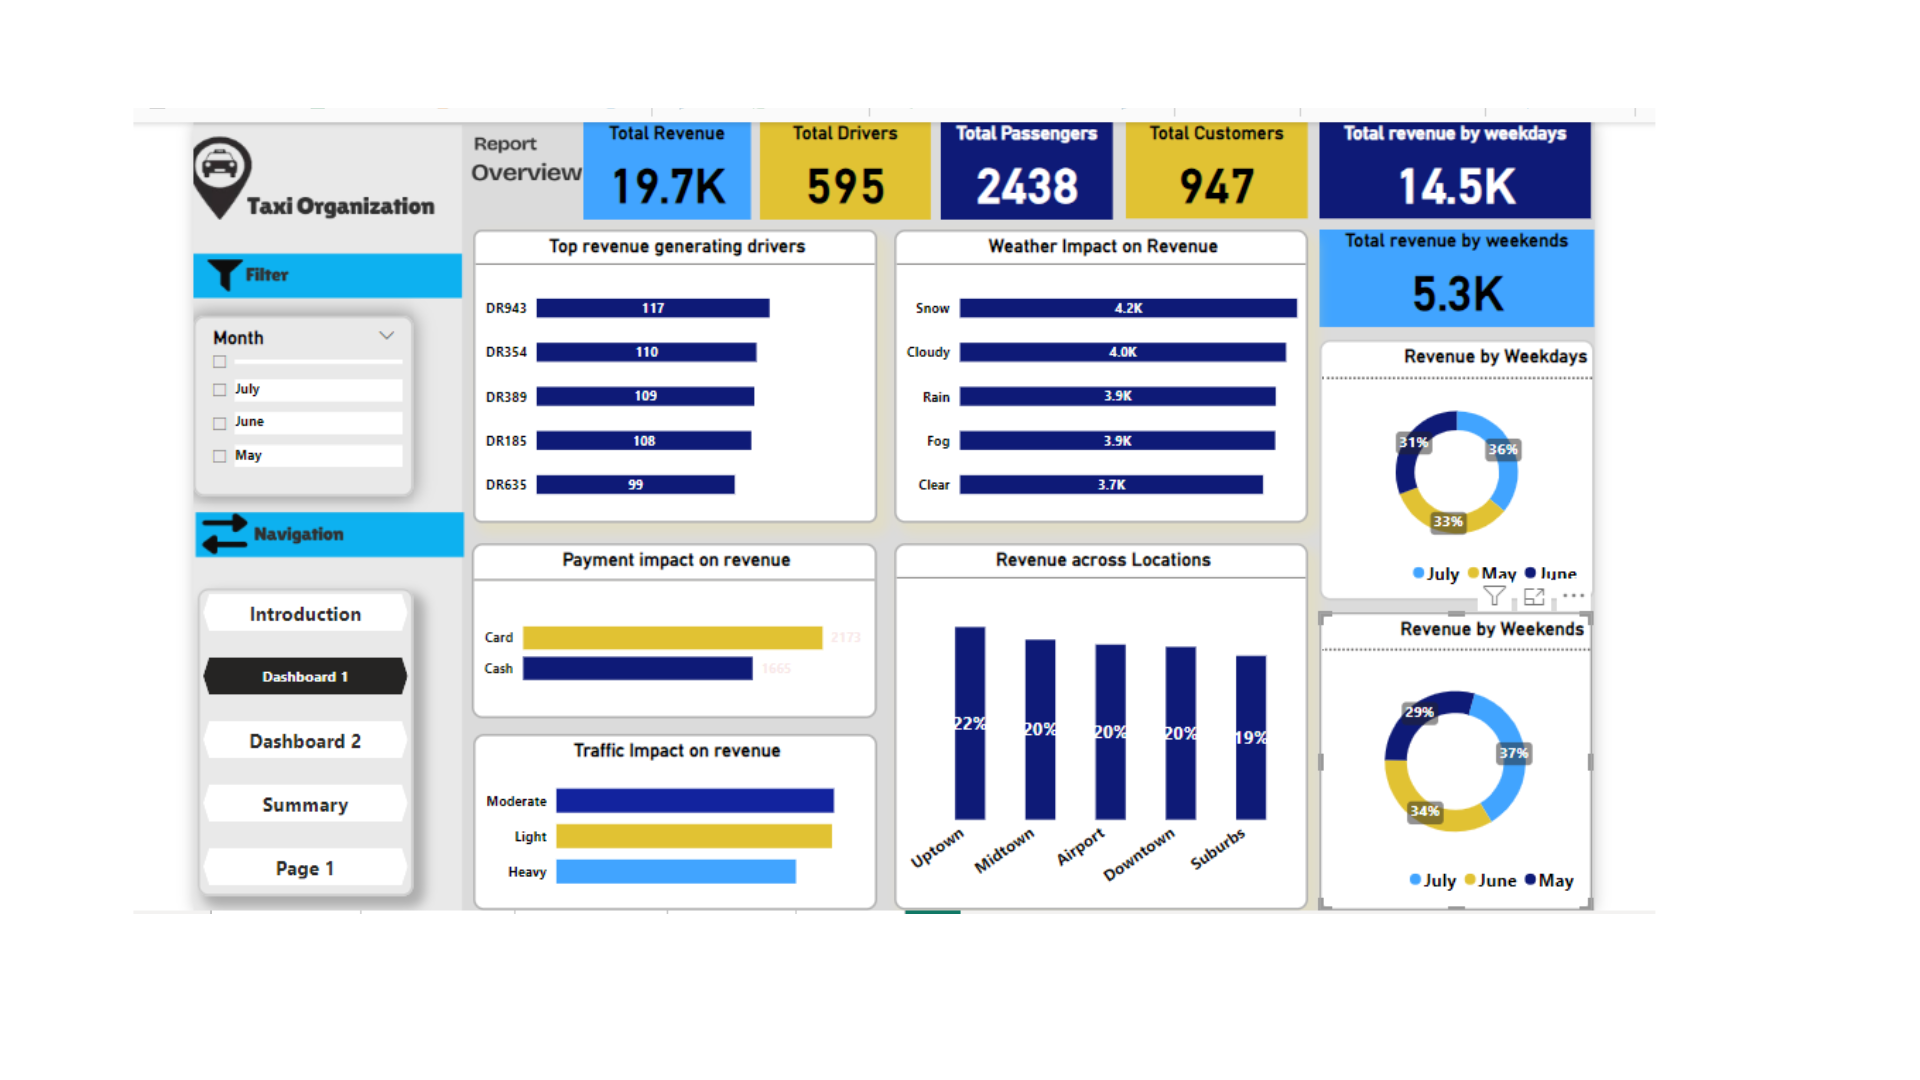 Taxi Organization
Report
Overview
Total Revenue
19.7K
Total Drivers
595
Total Passengers
2438
Total Customers
947
Total revenue by weekdays
14.5K
Total revenue by weekends
5.3K
Filter
Month
July
June
May
Navigation
Introduction
Dashboard 1
Dashboard 2
Summary
Page 1
Top revenue generating drivers
DR943 117
DR354 110
DR389 109
DR185 108
DR635 99
Weather Impact on Revenue
Snow 4.2K
Cloudy 4.0K
Rain 3.9K
Fog 3.9K
Clear 3.7K
Payment impact on revenue
Card 2173
Cash 1665
Traffic Impact on revenue
Moderate
Light
Heavy
Revenue across Locations
22% 20% 20% 20% 19%
Uptown Midtown Airport Downtown Suburbs
Revenue by Weekdays
31% 36%
33%
July May June
Revenue by Weekends
29%
37%
34%
July June May